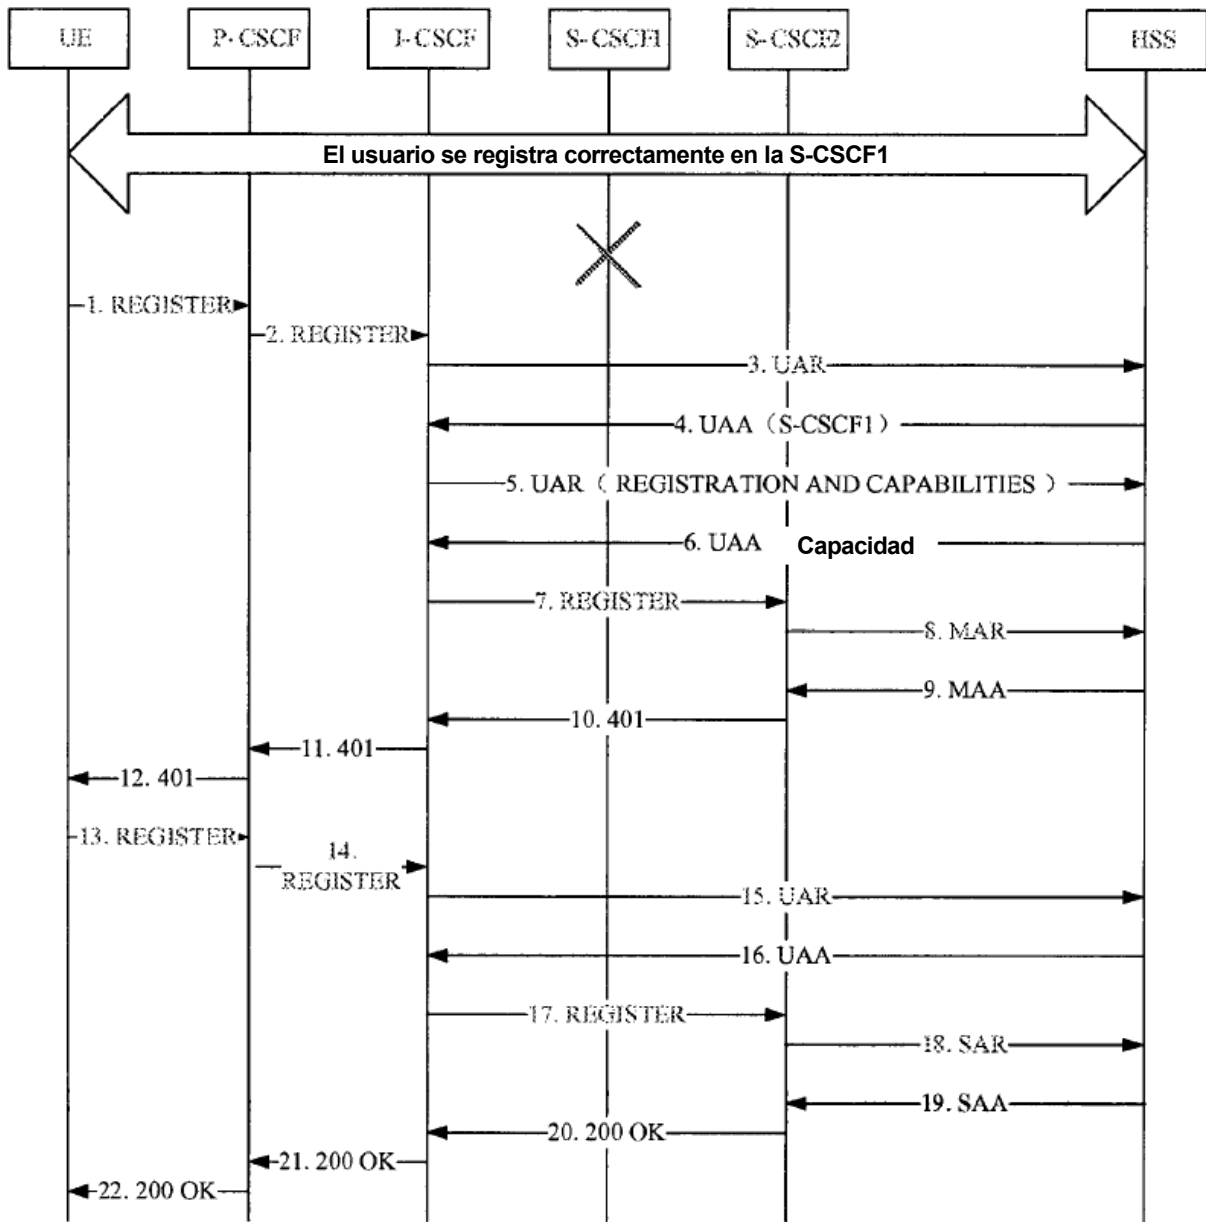 UE
P-CSCF
I-CSCF
S-CSCF1
S-CSCF2
HSS
El usuario se registra correctamente en la S-CSCF1
1. REGISTER
2. REGISTER
3. UAR
4. UAA（S-CSCF1）
5. UAR（ REGISTRATION AND CAPABILITIES ）
6. UAA Capacidad
7. REGISTER
8. MAR
9. MAA
10. 401
11. 401
12. 401
13. REGISTER
14.
REGISTER
15. UAR
16. UAA
17. REGISTER
18. SAR
19. SAA
20. 200 OK
21. 200 OK
22. 200 OK